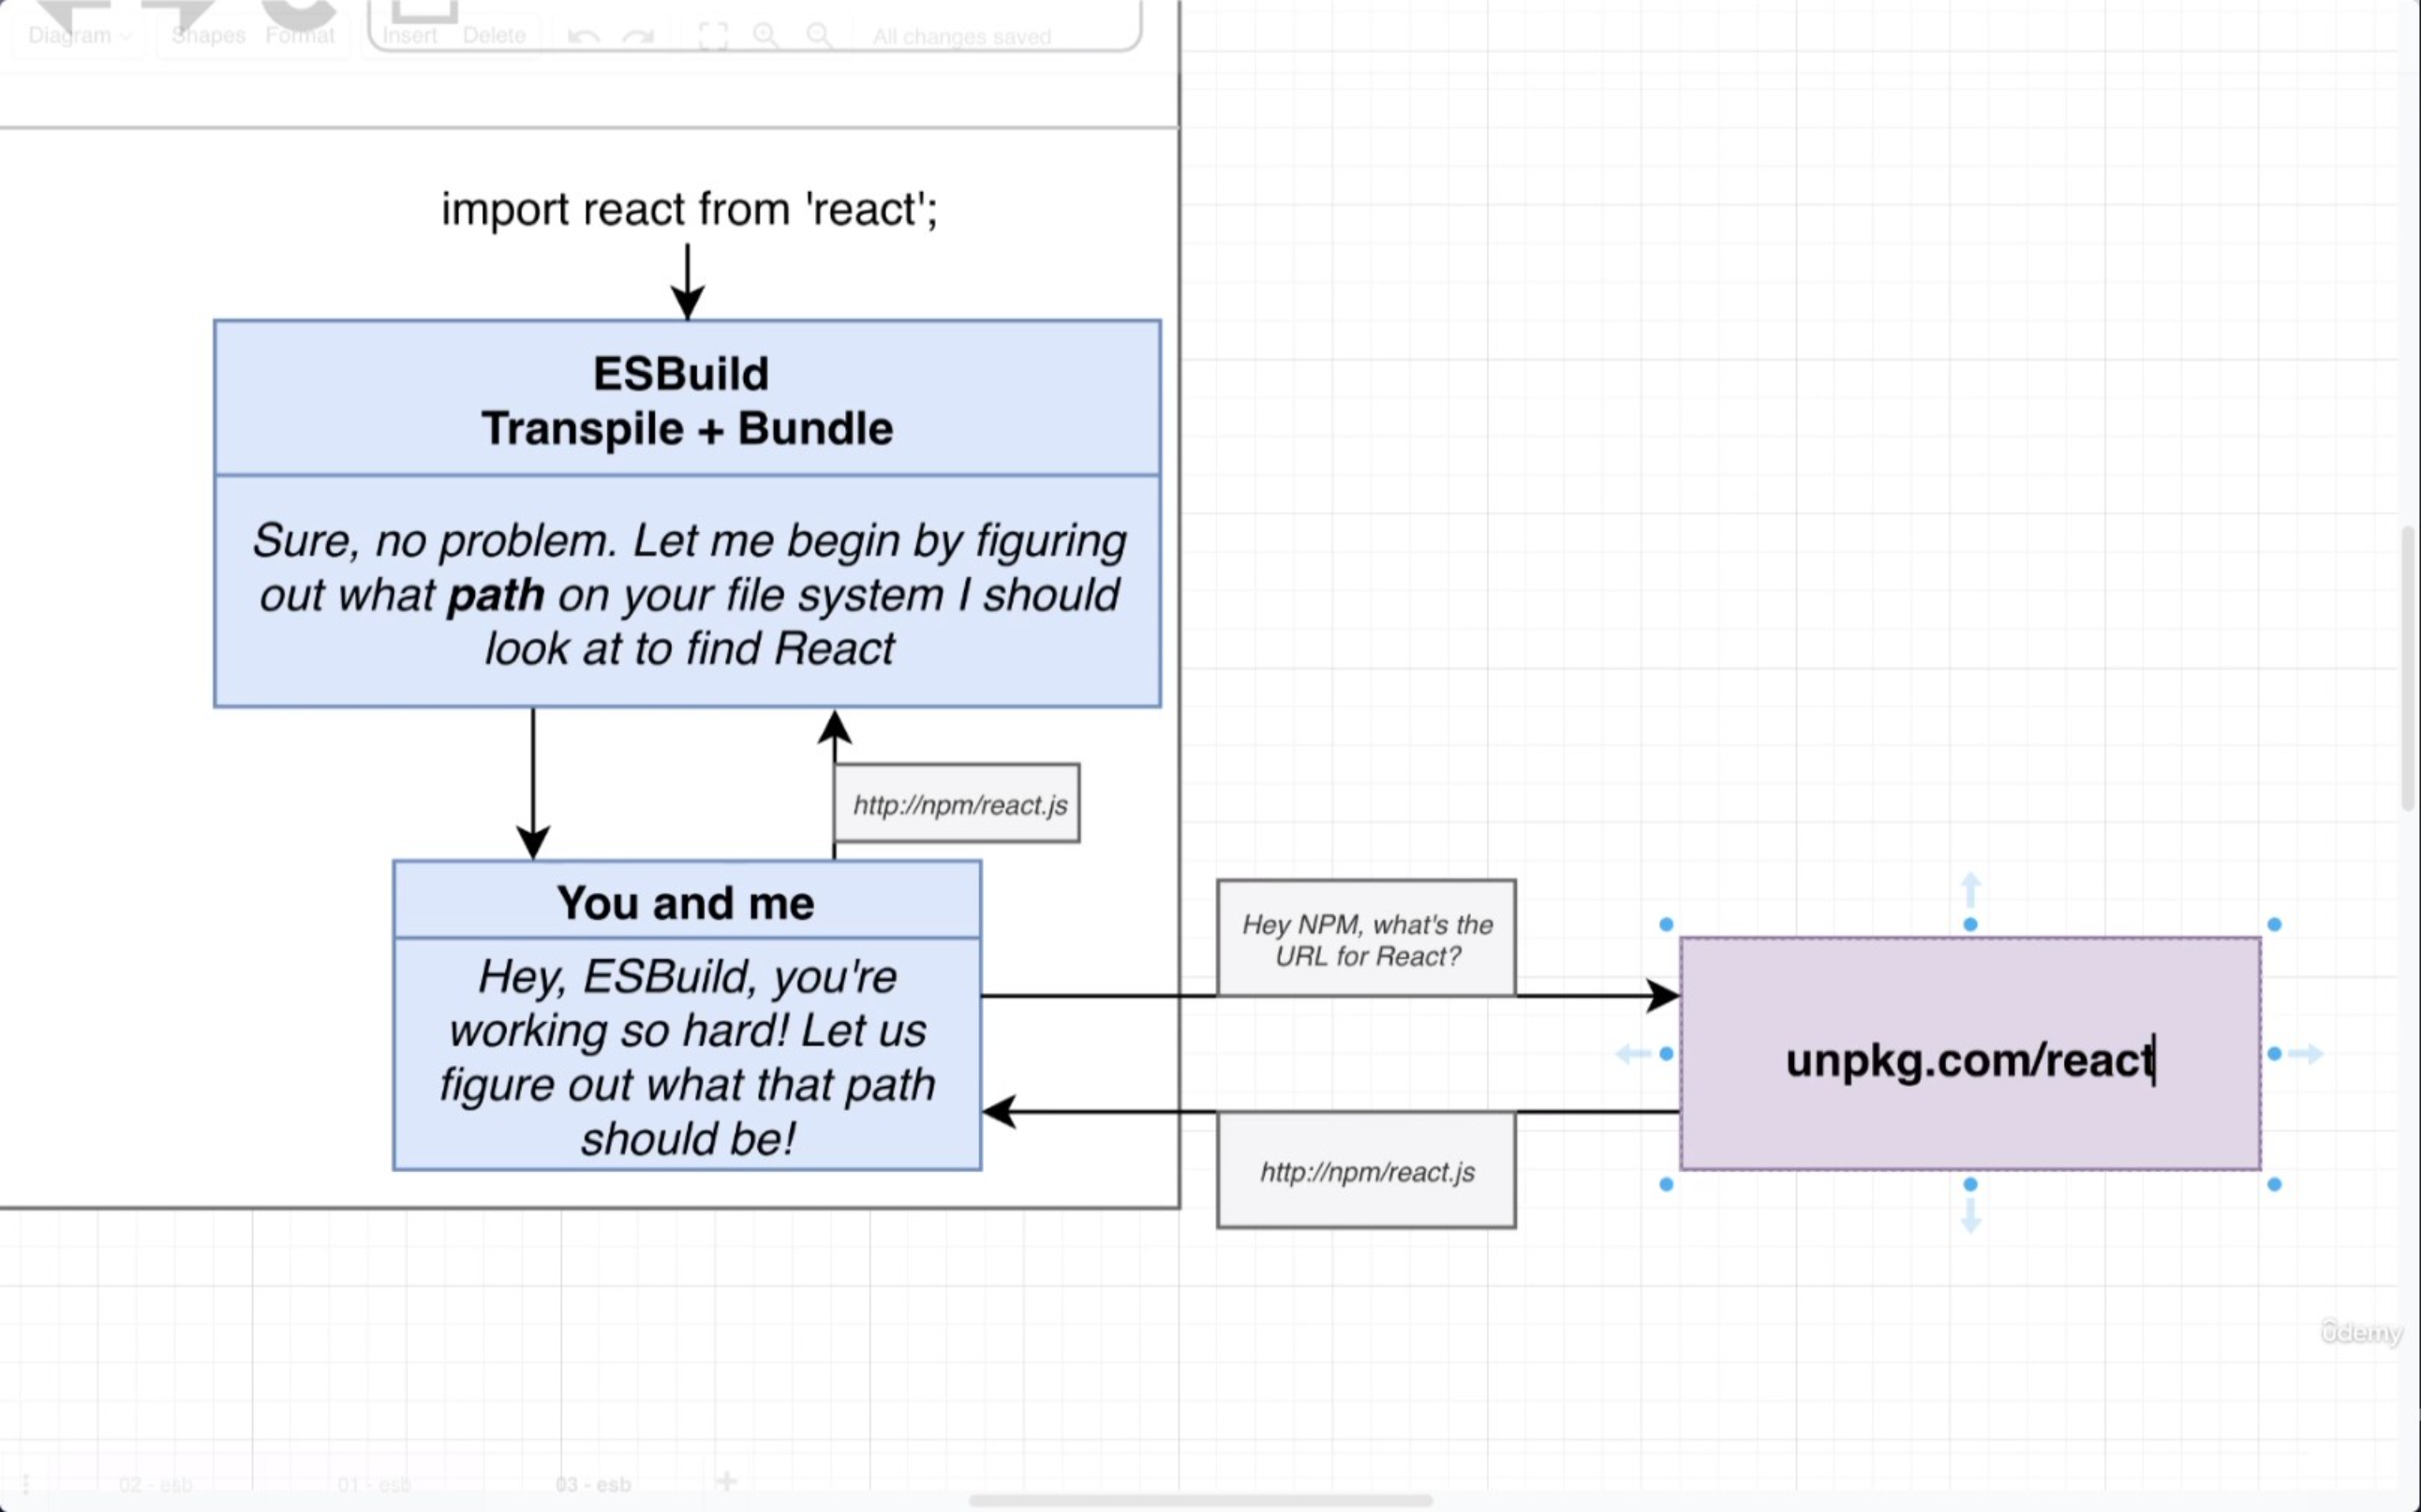 Diagram
Shapes
Format
Insert
Delete
All changes saved
import react from 'react';
ESBuild
Transpile + Bundle
Sure, no problem. Let me begin by figuring
out what path on your file system I should
look at to find React
http://npm/react.js
You and me
Hey, ESBuild, you're
working so hard! Let us
figure out what that path
should be!
Hey NPM, what's the
URL for React?
http://npm/react.js
unpkg.com/react
ûdemy
02 - esb
01 - esb
03 - esb